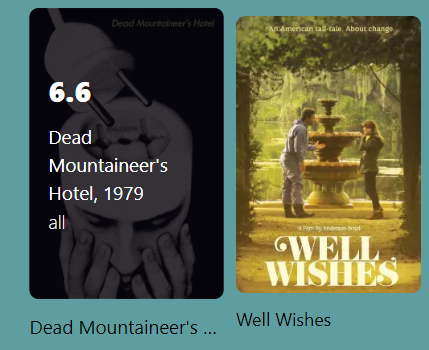 Dead Mountaineer's Hotel
6.6
Dead
Mountaineer's
Hotel, 1979
all
Dead Mountaineer's ...
An American tall-tale. About change.
A Film by Anderson Boyd
WELL
WISHES
Well Wishes